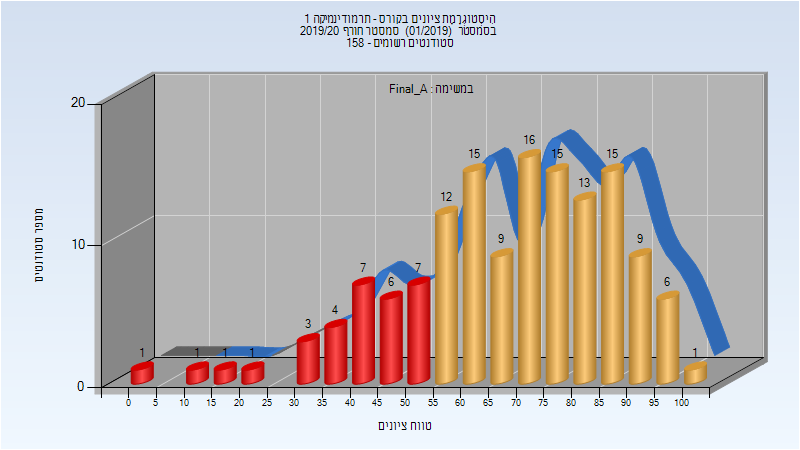 היסטוגרמת ציונים בקורס - תרמודינמיקה 1
בסמסטר (01/2019) סמסטר חורף 2019/20
סטודנטים רשומים - 158
במשימה : Final_A
מספר סטודנטים
20
10
0
1 1 1 1 3 4 7 6 7 12 15 9 16 15 13 15 9 6 1
0 5 10 15 20 25 30 35 40 45 50 55 60 65 70 75 80 85 90 95 100
טווח ציונים